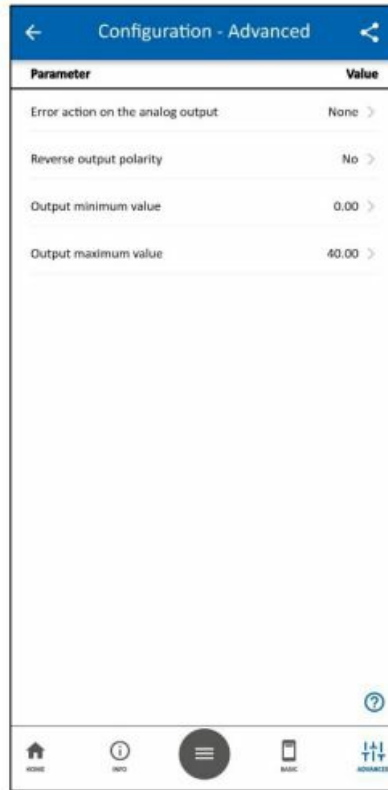 Configuration - Advanced
Parameter Value
Error action on the analog output None
Reverse output polarity No
Output minimum value 0.00
Output maximum value 40.00
HOME INFO BASIC ADVANCED